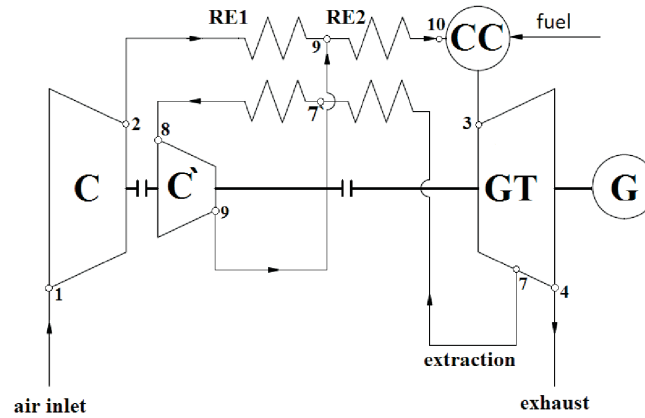 RE1
RE2
10
CC
fuel
9
2
8
7
3
C
C`
GT
G
9
1
7
4
extraction
air inlet
exhaust